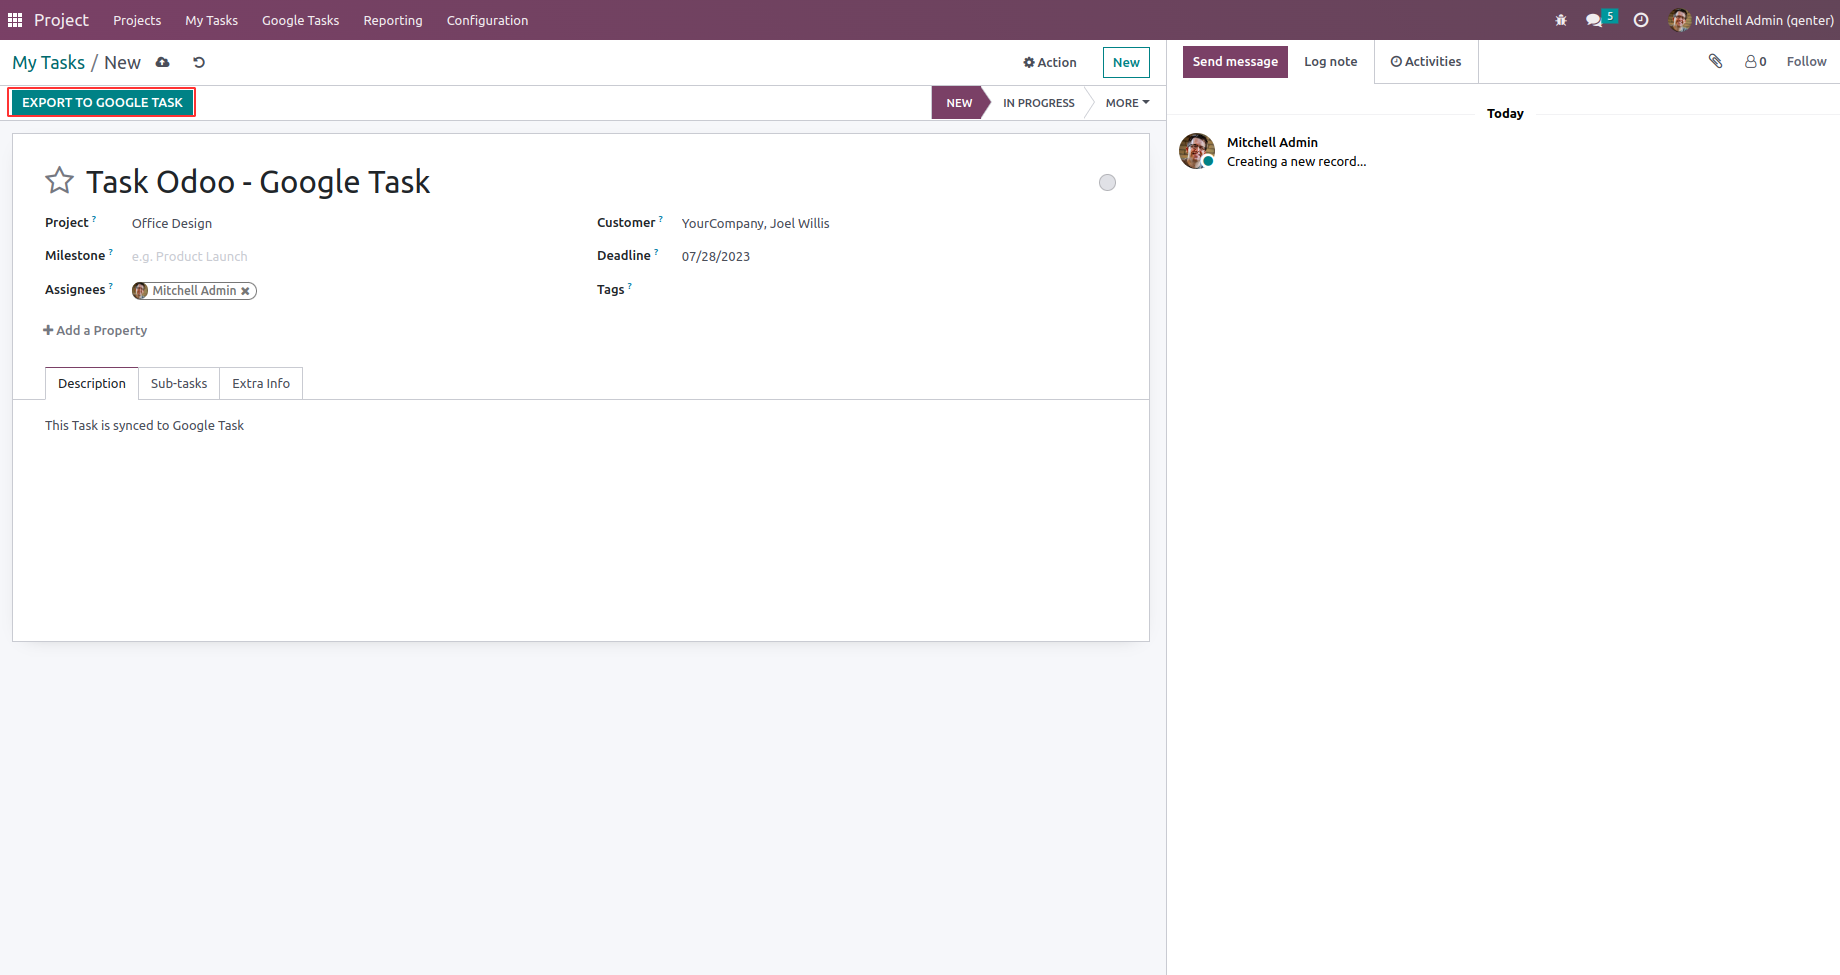 Project Projects My Tasks Google Tasks Reporting Configuration 5 Mitchell Admin (qenter)
My Tasks / New Action New
EXPORT TO GOOGLE TASK NEW IN PROGRESS MORE
Task Odoo - Google Task
Project ? Office Design
Customer ? YourCompany, Joel Willis
Milestone ? e.g. Product Launch
Deadline ? 07/28/2023
Assignees ? Mitchell Admin
Tags ?
Add a Property
Description Sub-tasks Extra Info
This Task is synced to Google Task
Send message Log note Activities 0 Follow
Today
Mitchell Admin
Creating a new record...